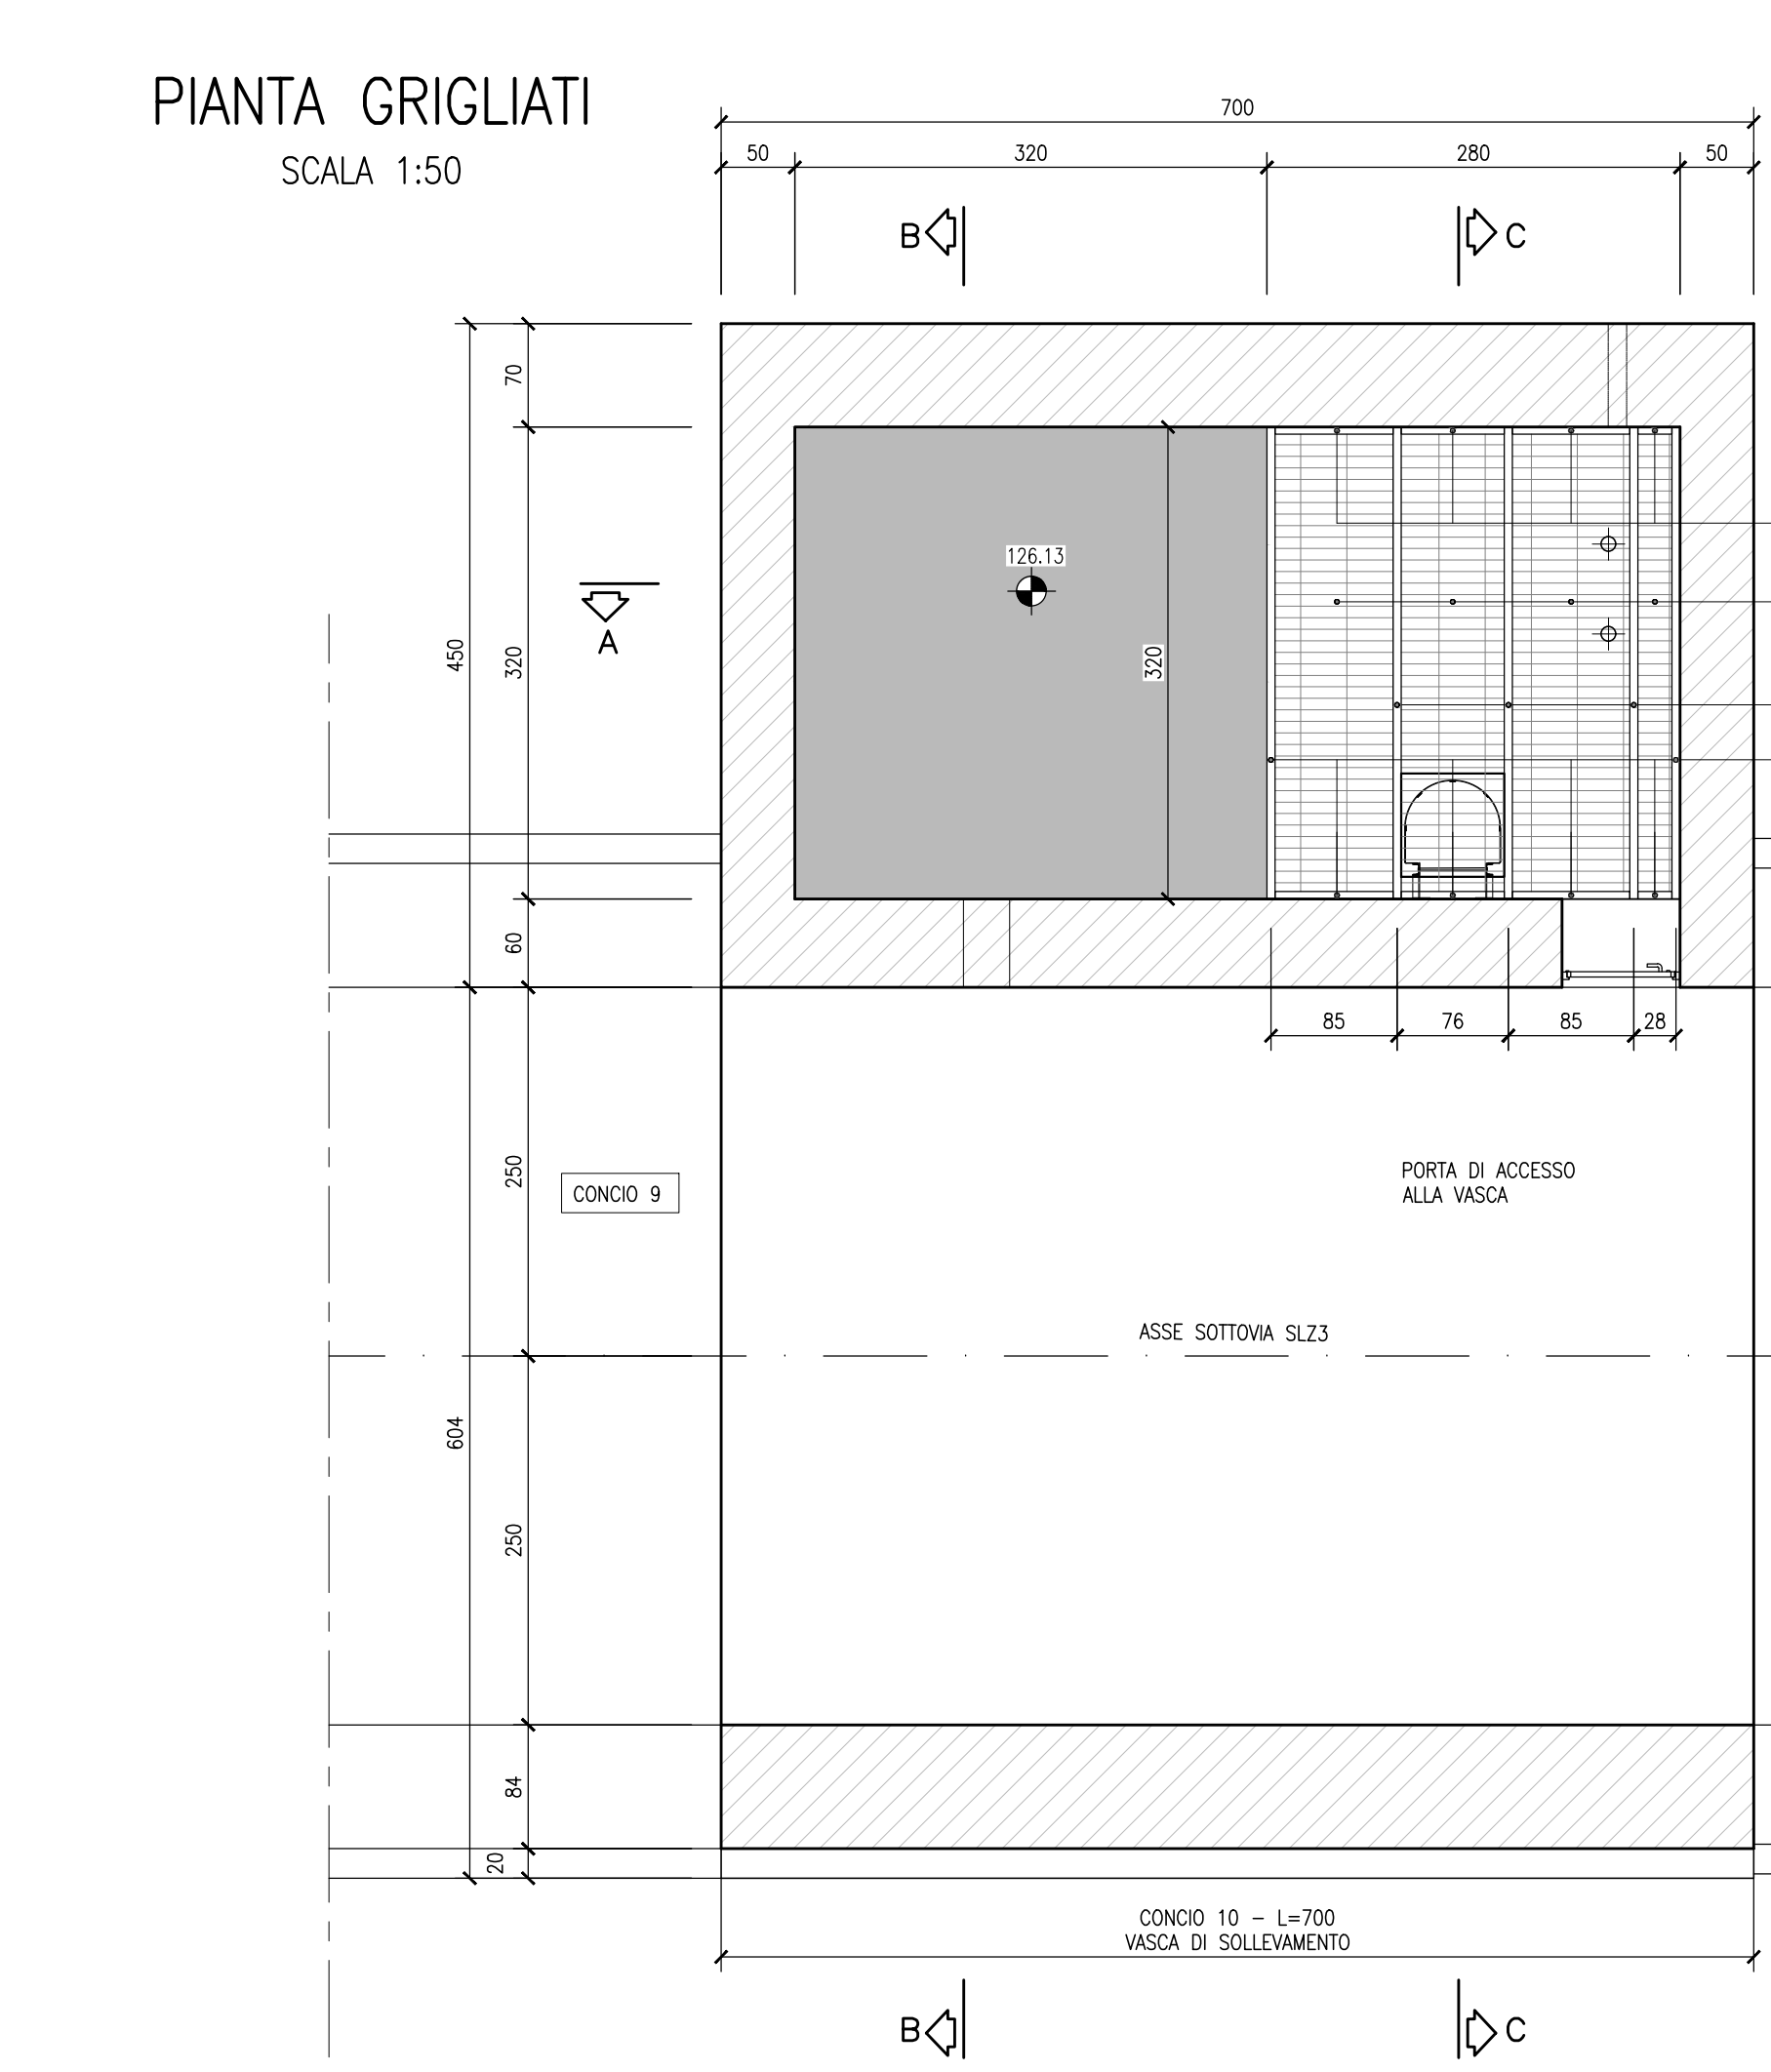 PIANTA GRIGLIATI
SCALA 1:50
700
50
320
280
50
B
C
70
126.13
A
450
320
320
60
85
76
85
28
250
CONCIO 9
PORTA DI ACCESSO
ALLA VASCA
ASSE SOTTOVIA SLZ3
604
250
84
20
CONCIO 10 - L=700
VASCA DI SOLLEVAMENTO
B
C